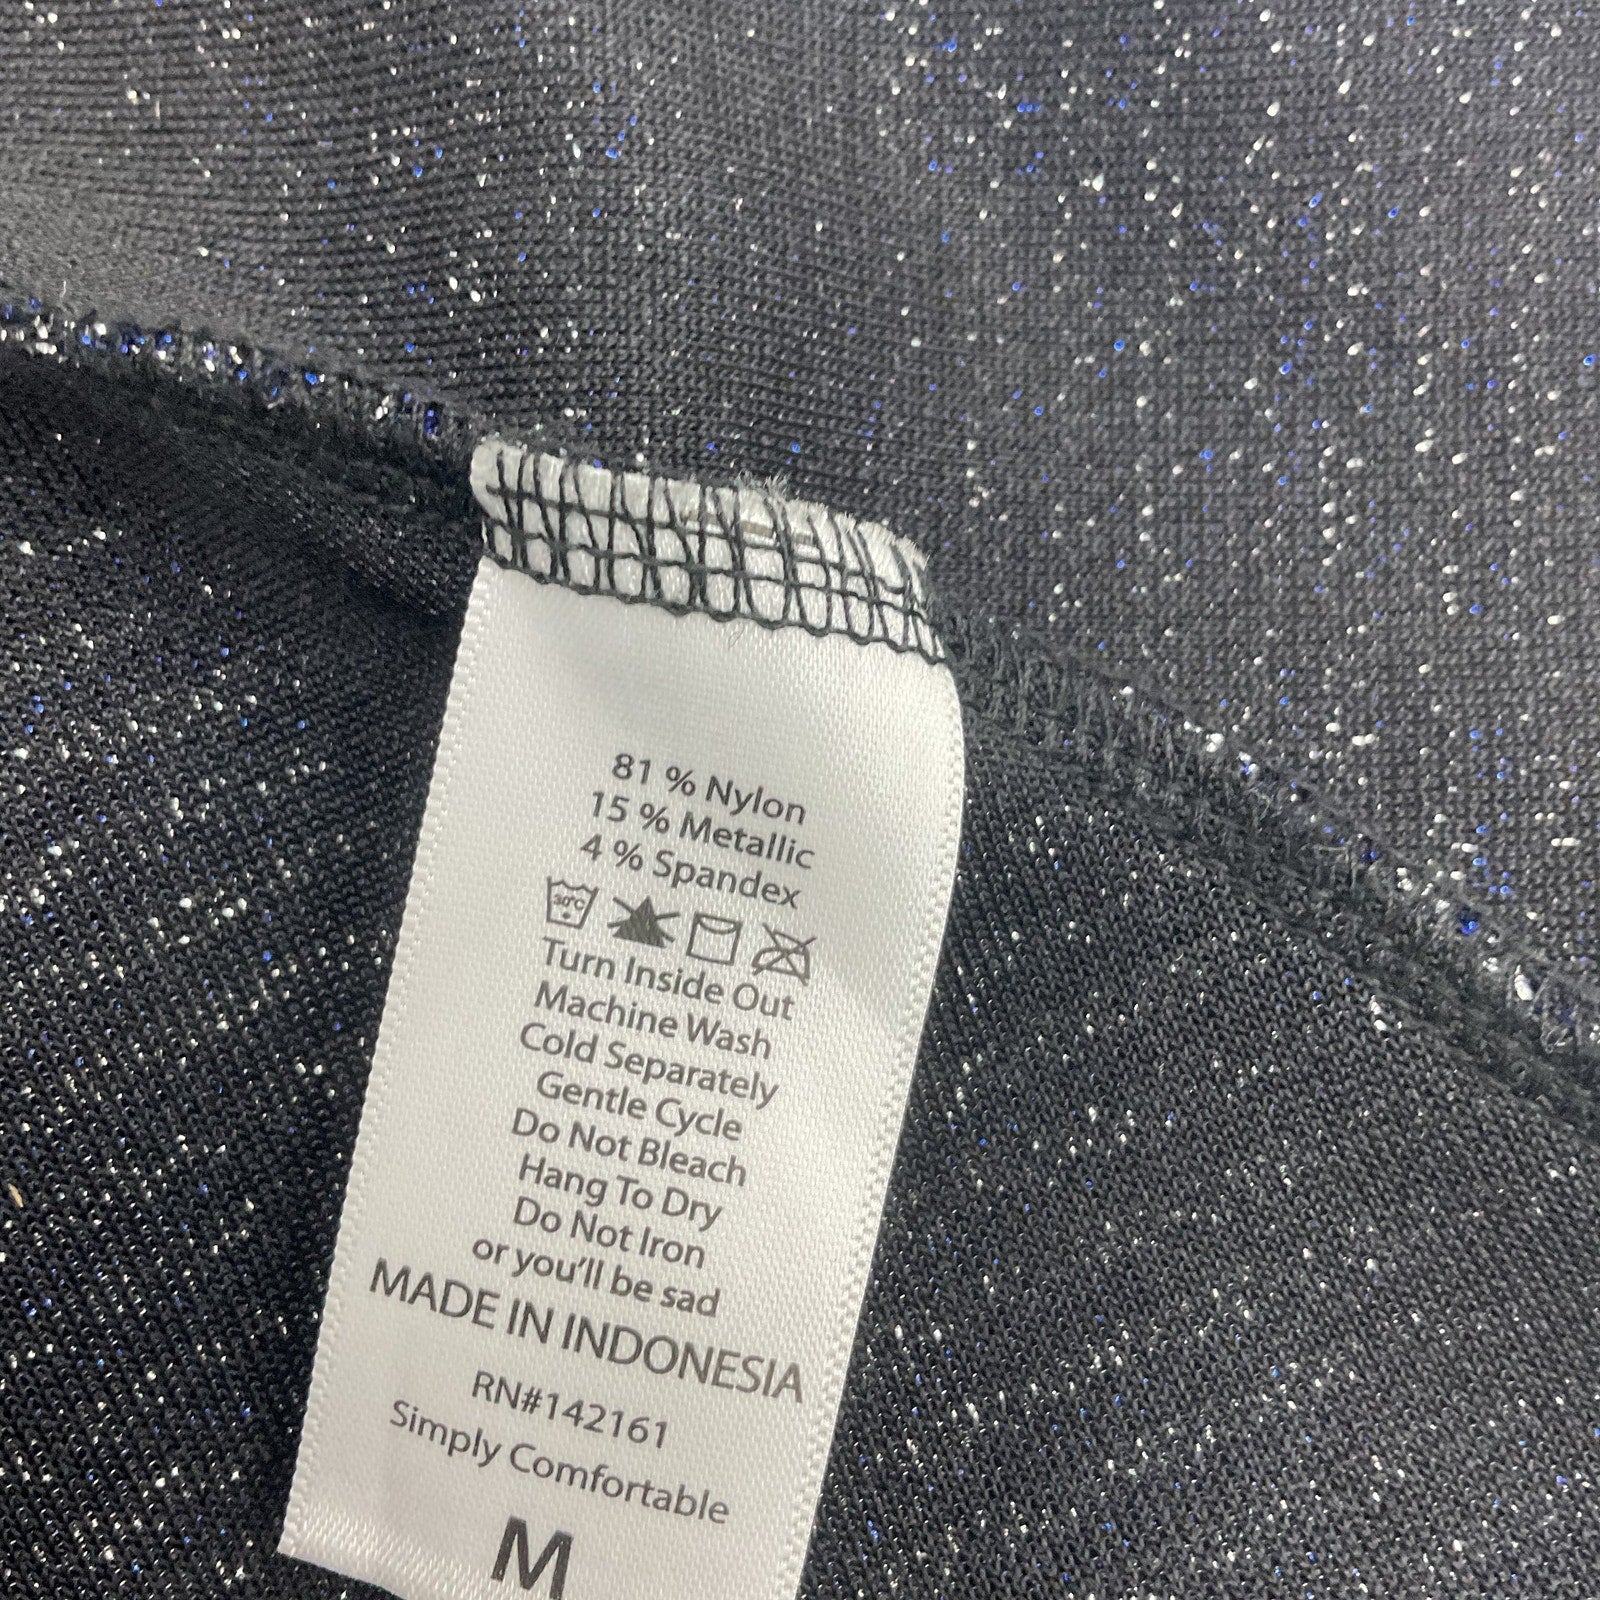 81 % Nylon
15 % Metallic
4 % Spandex
30°C
Turn Inside Out
Machine Wash
Cold Separately
Gentle Cycle
Do Not Bleach
Hang To Dry
Do Not Iron
or you'll be sad
MADE IN INDONESIA
RN#142161
Simply Comfortable
M